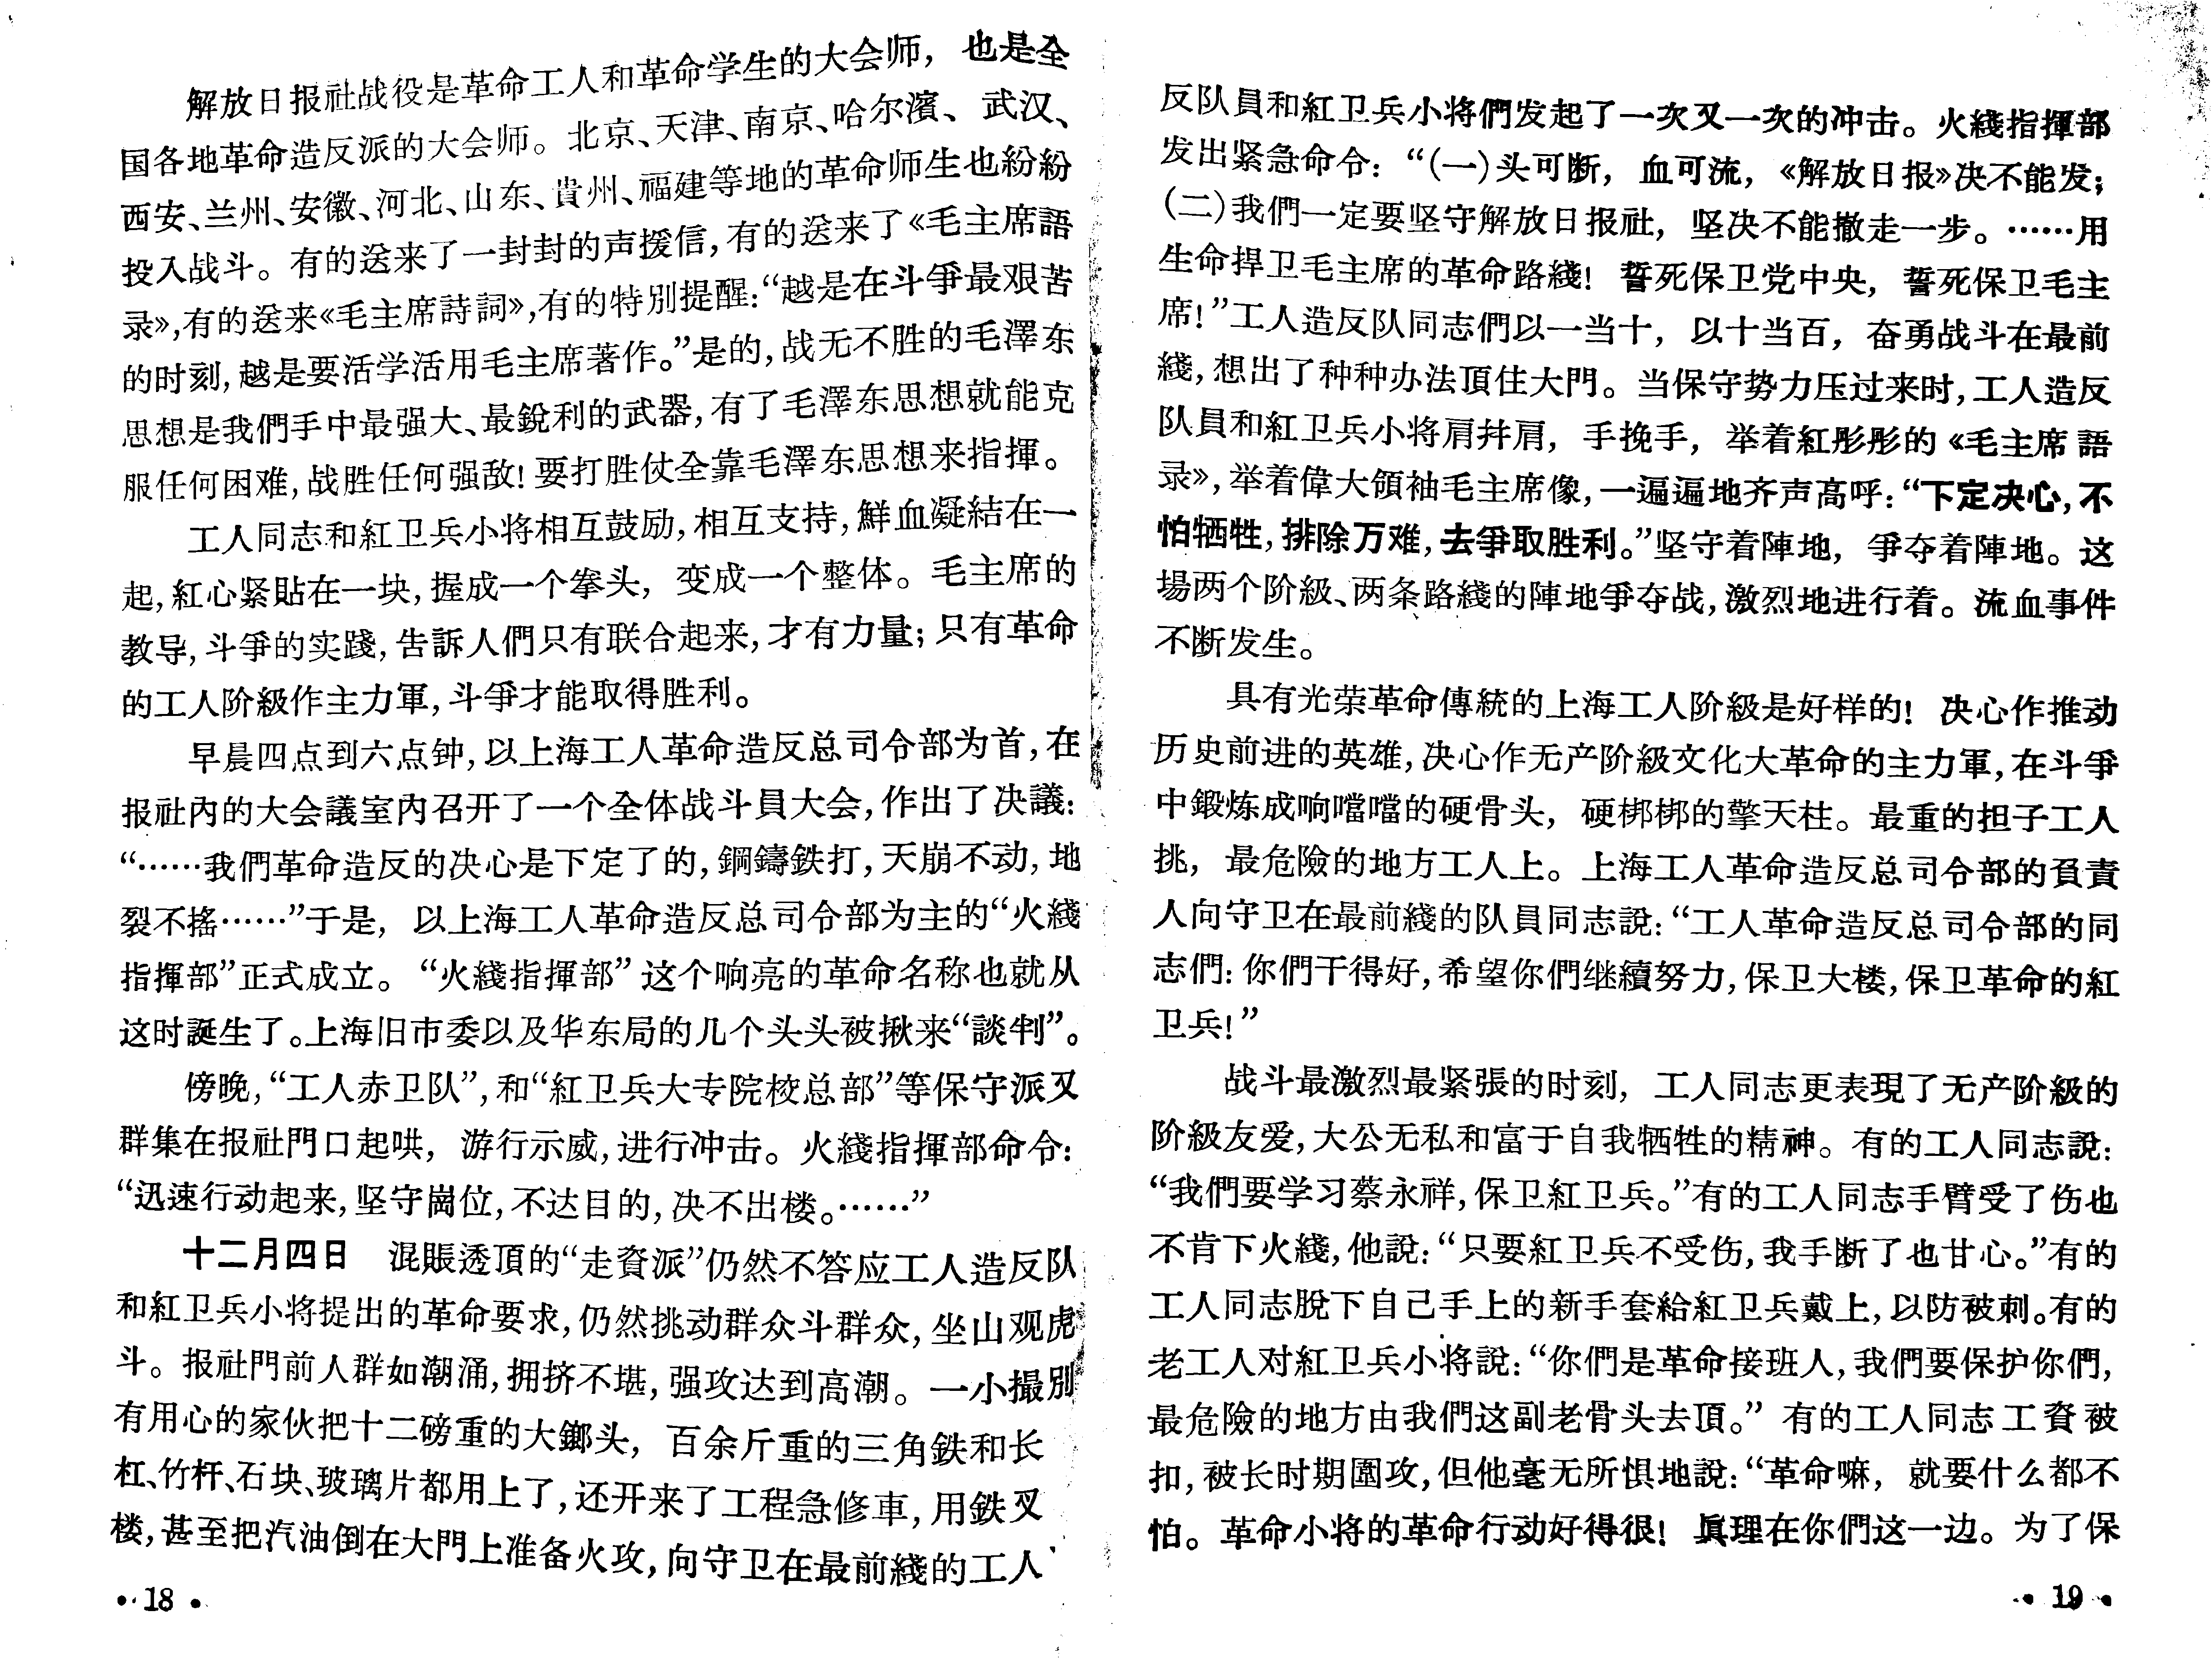 解放日报社战役是革命工人和革命学生的大会师，也是全
国各地革命造反派的大会师。北京、天津、南京、哈尔濱、武汉、
西安、兰州、安徽、河北、山东、貴州、福建等地的革命师生也紛紛
投入战斗。有的送来了一封封的声援信，有的送来了《毛主席語
录》，有的送来《毛主席詩詞》，有的特別提醒：“越是在斗爭最艰苦
的时刻，越是要活学活用毛主席著作。”是的，战无不胜的毛澤东
思想是我們手中最强大、最銳利的武器，有了毛澤东思想就能克
服任何困难，战胜任何强敌！要打胜仗全靠毛澤东思想来指揮。
工人同志和紅卫兵小将相互鼓励，相互支持，鮮血凝結在一
起，紅心紧貼在一块，握成一个拳头，变成一个整体。毛主席的
教导，斗爭的实踐，告訴人們只有联合起来，才有力量；只有革命
的工人阶級作主力軍，斗爭才能取得胜利。
早晨四点到六点钟，以上海工人革命造反总司令部为首，在
报社內的大会議室內召开了一个全体战斗員大会，作出了决議：
“……我們革命造反的决心是下定了的，鋼鑄鉄打，天崩不动，地
裂不搖……”于是，以上海工人革命造反总司令部为主的“火綫
指揮部”正式成立。“火綫指揮部”这个响亮的革命名称也就从
这时誕生了。上海旧市委以及华东局的几个头头被揪来“談判”。
傍晚，“工人赤卫队”，和“紅卫兵大专院校总部”等保守派又
群集在报社門口起哄，游行示威，进行冲击。火綫指揮部命令：
“迅速行动起来，坚守崗位，不达目的，决不出楼。……”
十二月四日　混賬透頂的“走資派”仍然不答应工人造反队
和紅卫兵小将提出的革命要求，仍然挑动群众斗群众，坐山观虎
斗。报社門前人群如潮涌，拥挤不堪，强攻达到高潮。一小撮別
有用心的家伙把十二磅重的大鎯头，百余斤重的三角鉄和长
杠、竹杆、石块、玻璃片都用上了，还开来了工程急修車，用鉄叉
楼，甚至把汽油倒在大門上准备火攻，向守卫在最前綫的工人
• 18 •
反队員和紅卫兵小将們发起了一次又一次的冲击。火綫指揮部
发出紧急命令：“(一)头可断，血可流，《解放日报》决不能发；
(二)我們一定要坚守解放日报社，坚决不能撤走一步。……用
生命捍卫毛主席的革命路綫！誓死保卫党中央，誓死保卫毛主
席！”工人造反队同志們以一当十，以十当百，奋勇战斗在最前
綫，想出了种种办法頂住大門。当保守势力压过来时，工人造反
队員和紅卫兵小将肩幷肩，手挽手，举着紅彤彤的《毛主席語
录》，举着偉大領袖毛主席像，一遍遍地齐声高呼：“下定决心，不
怕牺牲，排除万难，去爭取胜利。”坚守着陣地，爭夺着陣地。这
場两个阶級、两条路綫的陣地爭夺战，激烈地进行着。流血事件
不断发生。
具有光荣革命傳統的上海工人阶級是好样的！决心作推动
历史前进的英雄，决心作无产阶級文化大革命的主力軍，在斗爭
中鍛炼成响噹噹的硬骨头，硬梆梆的擎天柱。最重的担子工人
挑，最危險的地方工人上。上海工人革命造反总司令部的負責
人向守卫在最前綫的队員同志說：“工人革命造反总司令部的同
志們：你們干得好，希望你們继續努力，保卫大楼，保卫革命的紅
卫兵！”
战斗最激烈最紧張的时刻，工人同志更表現了无产阶級的
阶級友爱，大公无私和富于自我牺牲的精神。有的工人同志說：
“我們要学习蔡永祥，保卫紅卫兵。”有的工人同志手臂受了伤也
不肯下火綫，他說：“只要紅卫兵不受伤，我手断了也甘心。”有的
工人同志脫下自己手上的新手套給紅卫兵戴上，以防被刺。有的
老工人对紅卫兵小将說：“你們是革命接班人，我們要保护你們，
最危險的地方由我們这副老骨头去頂。”有的工人同志工資被
扣，被长时期圍攻，但他毫无所惧地說：“革命嘛，就要什么都不
怕。革命小将的革命行动好得很！眞理在你們这一边。为了保
• 19 •